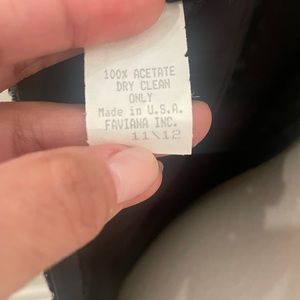 100% ACETATE
DRY CLEAN
ONLY
Made in U.S.A.
FAVIANA INC.
11\12